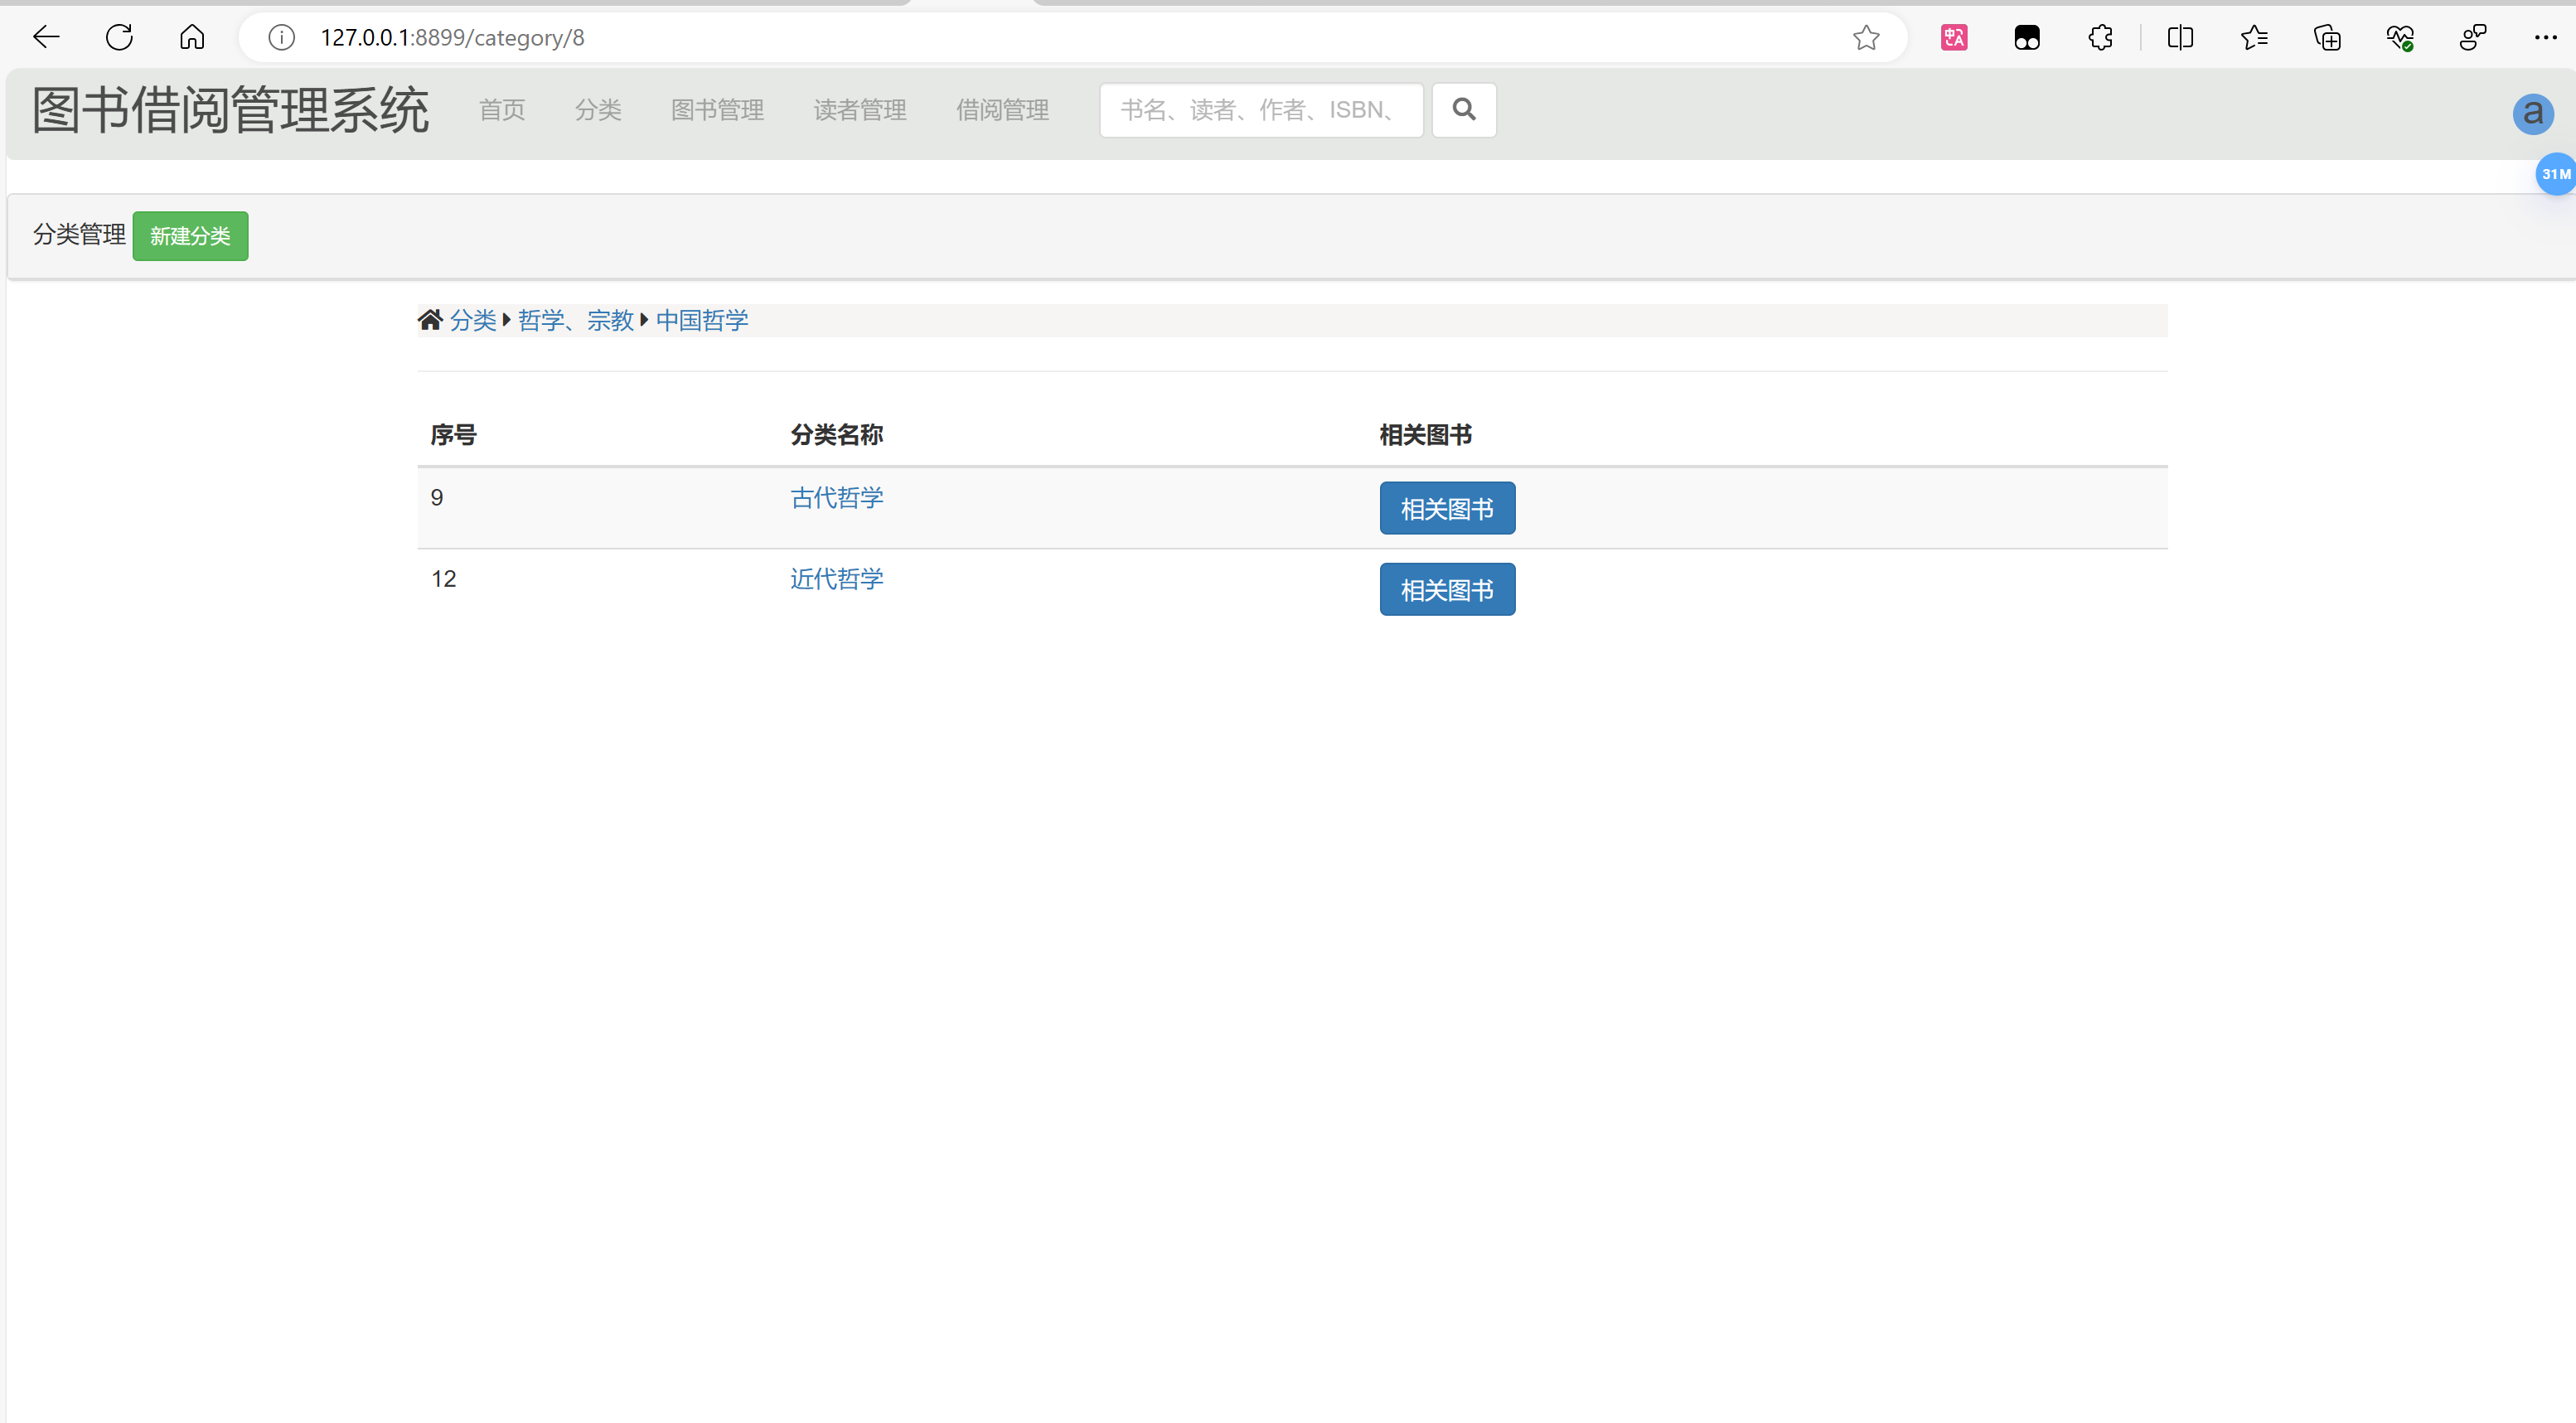 127.0.0.1:8899/category/8
图书借阅管理系统 首页 分类 图书管理 读者管理 借阅管理 书名、读者、作者、ISBN、 a
31M
分类管理 新建分类
分类 哲学、宗教 中国哲学
序号 分类名称 相关图书
9 古代哲学 相关图书
12 近代哲学 相关图书